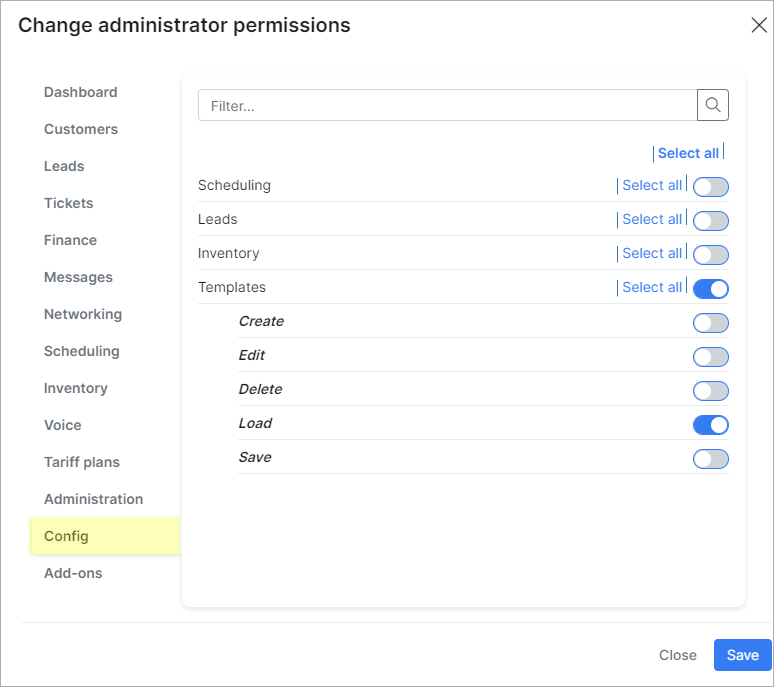 Change administrator permissions
Dashboard
Customers
Leads
Tickets
Finance
Messages
Networking
Scheduling
Inventory
Voice
Tariff plans
Administration
Config
Add-ons
Filter...
Select all
Scheduling Select all
Leads Select all
Inventory Select all
Templates Select all
Create
Edit
Delete
Load
Save
Close Save